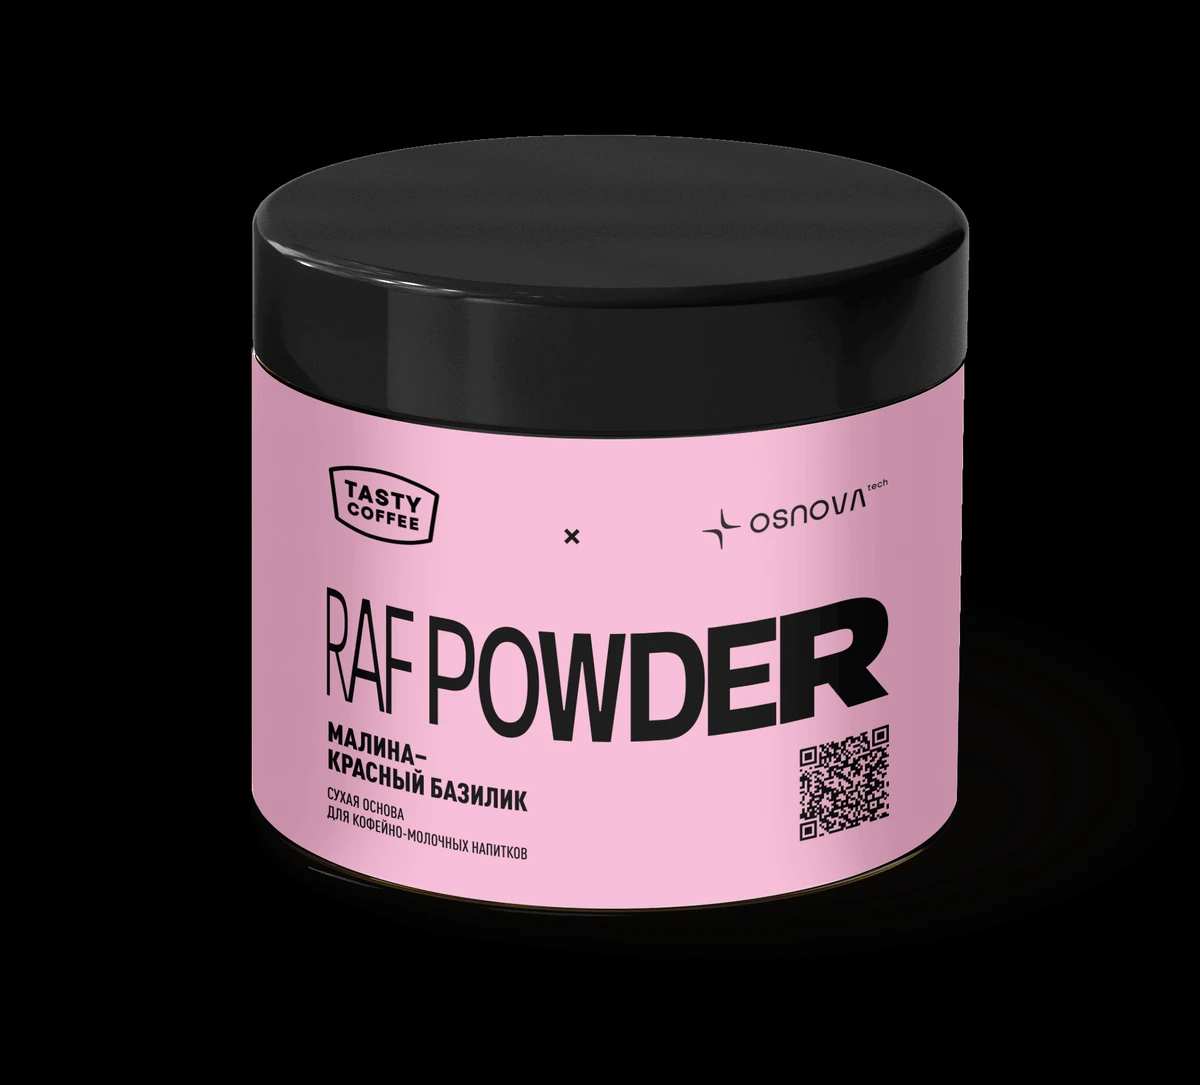 TASTY
COFFEE
×
OSNOVA tech
RAF POWDER
МАЛИНА–
КРАСНЫЙ БАЗИЛИК
СУХАЯ ОСНОВА
ДЛЯ КОФЕЙНО-МОЛОЧНЫХ НАПИТКОВ